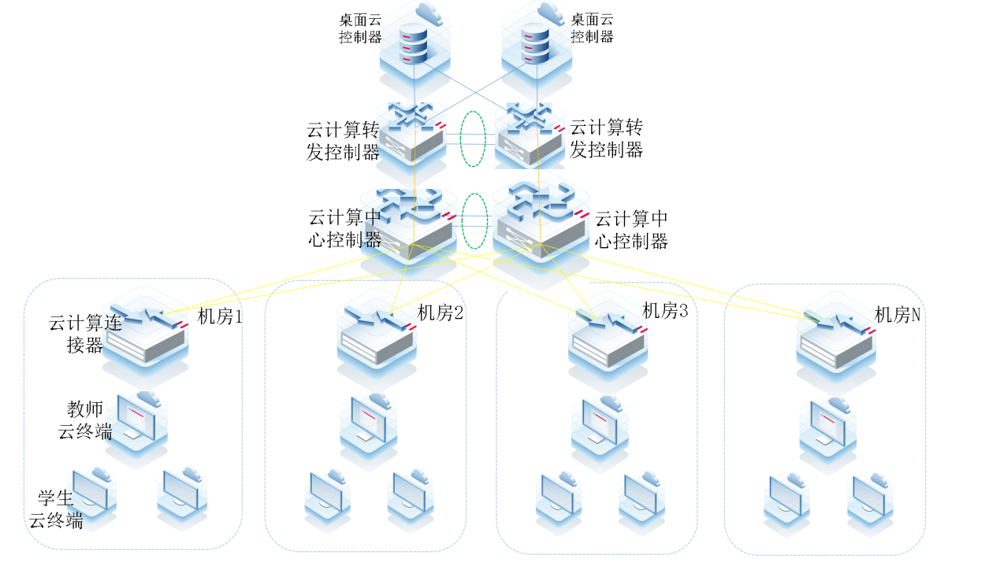 桌面云
控制器
桌面云
控制器
云计算转
发控制器
云计算转
发控制器
云计算中
心控制器
云计算中
心控制器
机房1
机房2
机房3
机房N
云计算连
接器
教师
云终端
学生
云终端